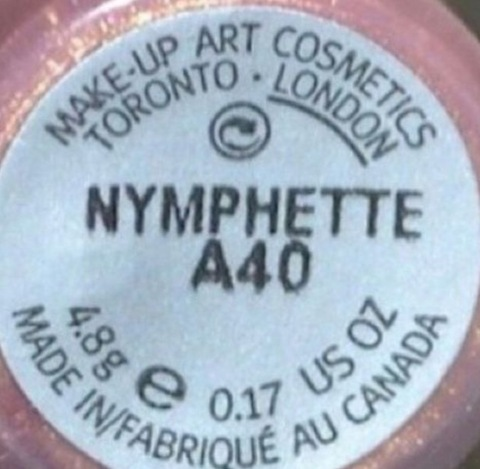 MAKE-UP ART COSMETICS
TORONTO · LONDON
NYMPHETTE
A40
4.8g e 0.17 US OZ
MADE IN/FABRIQUÉ AU CANADA